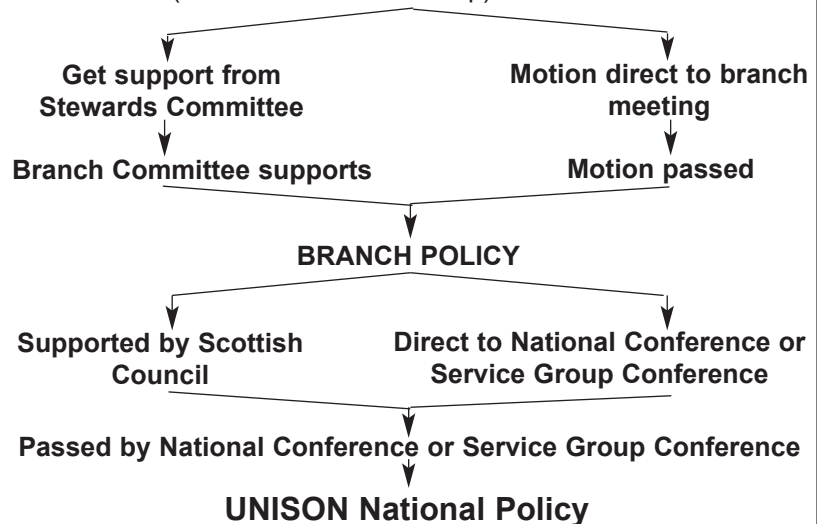 Get support from
Stewards Committee
Motion direct to branch
meeting
Branch Committee supports
Motion passed
BRANCH POLICY
Supported by Scottish
Council
Direct to National Conference or
Service Group Conference
Passed by National Conference or Service Group Conference
UNISON National Policy